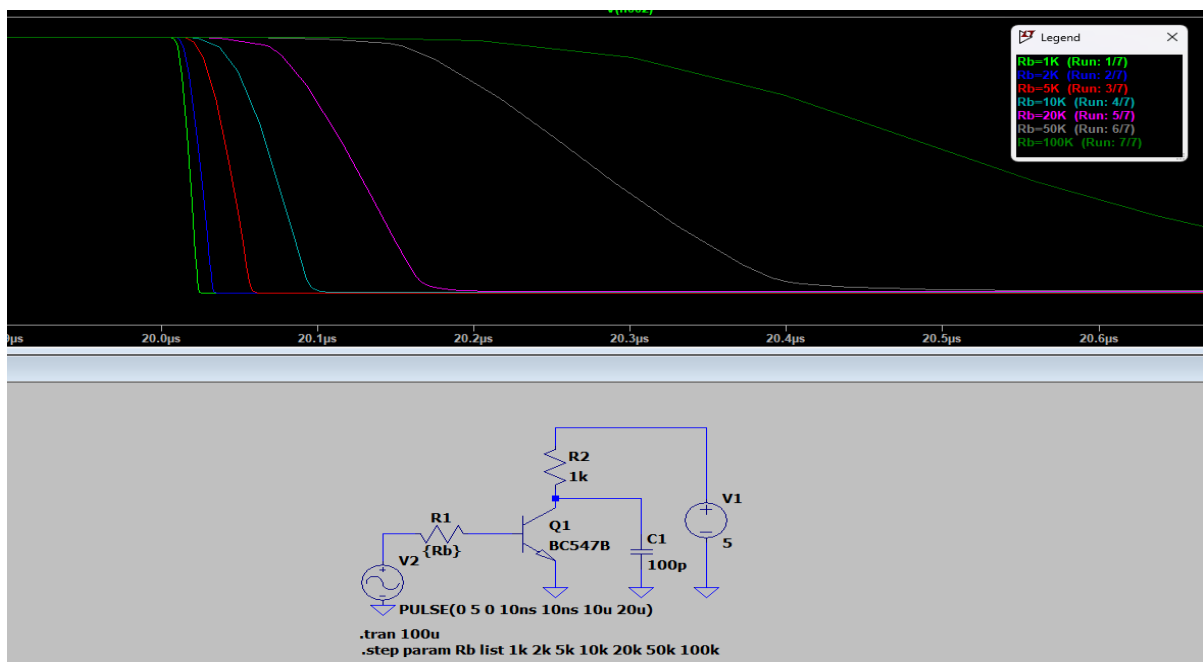 V(n002)
Legend
Rb=1K (Run: 1/7)
Rb=2K (Run: 2/7)
Rb=5K (Run: 3/7)
Rb=10K (Run: 4/7)
Rb=20K (Run: 5/7)
Rb=50K (Run: 6/7)
Rb=100K (Run: 7/7)
20.0µs
20.1µs
20.2µs
20.3µs
20.4µs
20.5µs
20.6µs
R2
1k
R1
{Rb}
Q1
BC547B
C1
100p
V1
5
V2
PULSE(0 5 0 10ns 10ns 10u 20u)
.tran 100u
.step param Rb list 1k 2k 5k 10k 20k 50k 100k